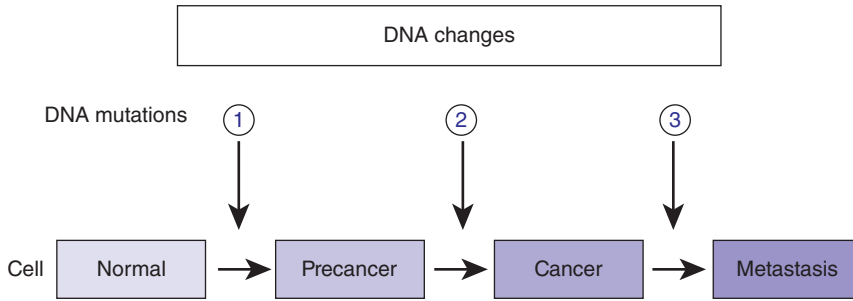 DNA changes
DNA mutations 1 2 3
Cell Normal Precancer Cancer Metastasis